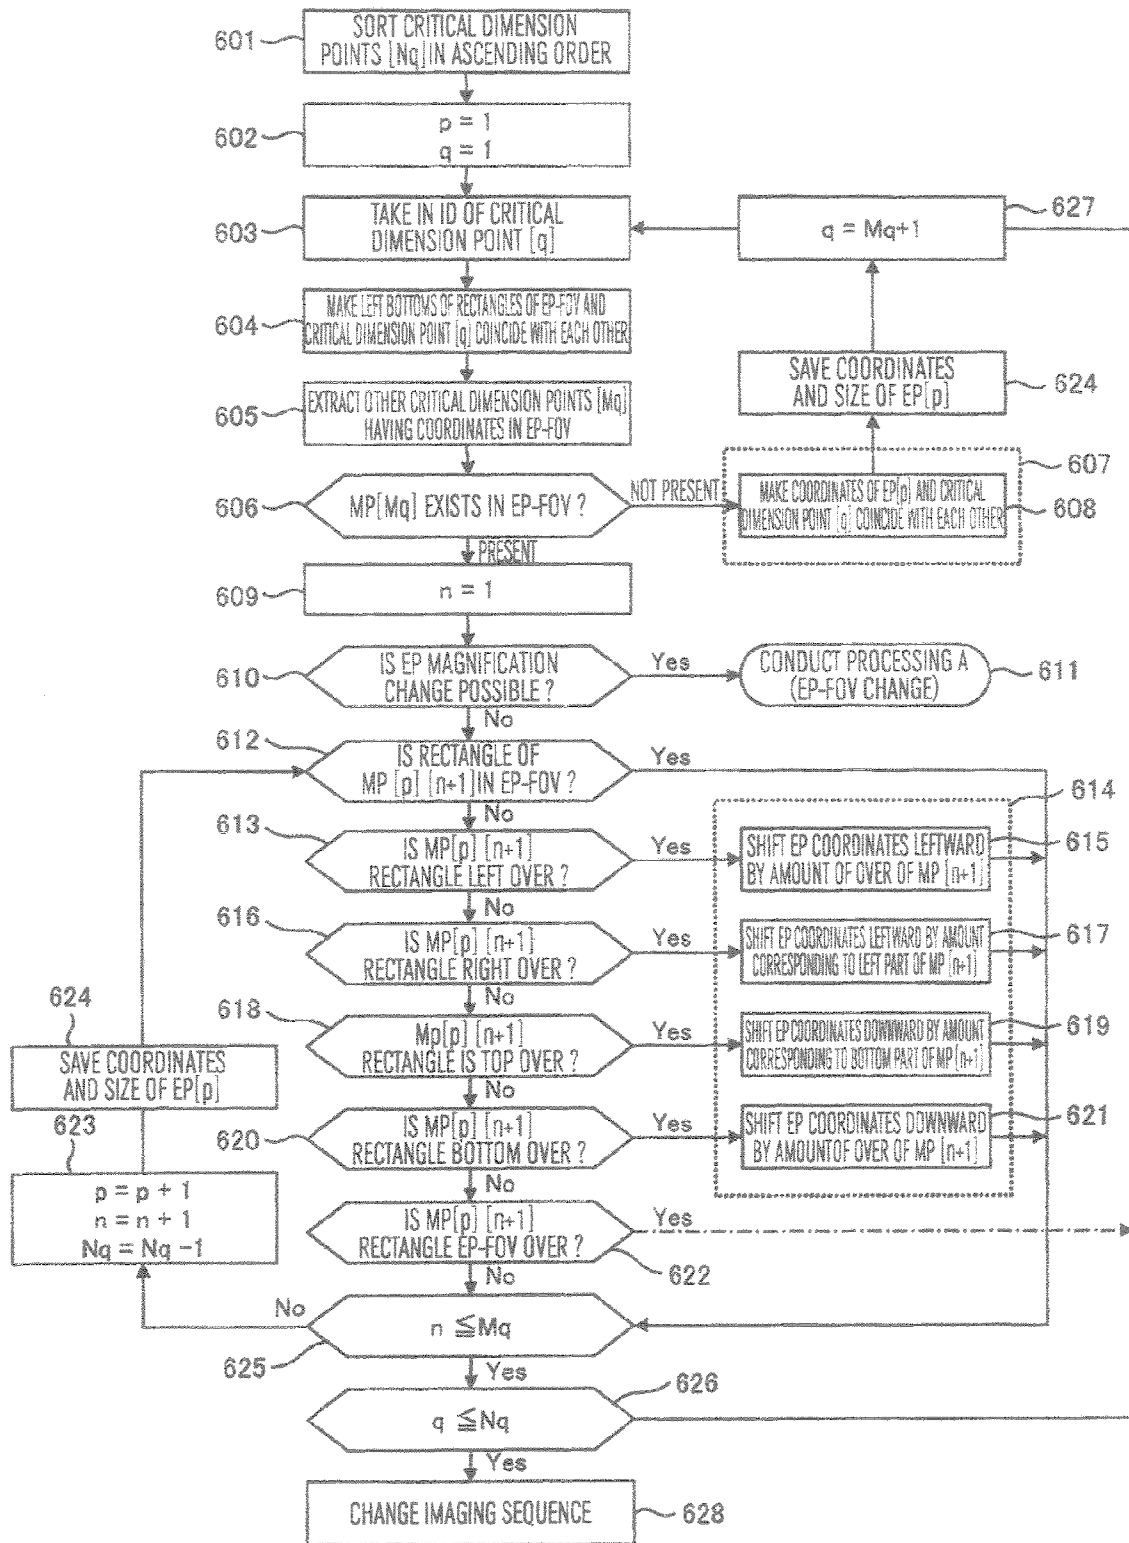 601
SORT CRITICAL DIMENSION
POINTS [Nq] IN ASCENDING ORDER
602
p = 1
q = 1
603
TAKE IN ID OF CRITICAL
DIMENSION POINT [q]
627
q = Mq+1
604
MAKE LEFT BOTTOMS OF RECTANGLES OF EP-FOV AND
CRITICAL DIMENSION POINT [q] COINCIDE WITH EACH OTHER
624
SAVE COORDINATES
AND SIZE OF EP[p]
605
EXTRACT OTHER CRITICAL DIMENSION POINTS [Mq]
HAVING COORDINATES IN EP-FOV
606
MP[Mq] EXISTS IN EP-FOV ?
NOT PRESENT
PRESENT
607
MAKE COORDINATES OF EP[p] AND CRITICAL
DIMENSION POINT [q] COINCIDE WITH EACH OTHER
608
609
n = 1
610
IS EP MAGNIFICATION
CHANGE POSSIBLE ?
Yes
No
CONDUCT PROCESSING A
(EP-FOV CHANGE)
611
612
IS RECTANGLE OF
MP [p] [n+1] IN EP-FOV ?
Yes
No
614
613
IS MP[p] [n+1]
RECTANGLE LEFT OVER ?
Yes
No
SHIFT EP COORDINATES LEFTWARD
BY AMOUNT OF OVER OF MP [n+1]
615
616
IS MP[p] [n+1]
RECTANGLE RIGHT OVER ?
Yes
No
SHIFT EP COORDINATES LEFTWARD BY AMOUNT
CORRESPONDING TO LEFT PART OF MP [n+1]
617
618
Mp[p] [n+1]
RECTANGLE IS TOP OVER ?
Yes
No
SHIFT EP COORDINATES DOWNWARD BY AMOUNT
CORRESPONDING TO BOTTOM PART OF MP [n+1]
619
624
SAVE COORDINATES
AND SIZE OF EP[p]
620
IS MP[p] [n+1]
RECTANGLE BOTTOM OVER ?
Yes
No
SHIFT EP COORDINATES DOWNWARD
BY AMOUNTOF OVER OF MP [n+1]
621
623
p = p + 1
n = n + 1
Nq = Nq -1
IS MP[p] [n+1]
RECTANGLE EP-FOV OVER ?
Yes
No
622
No
n ≦ Mq
625
Yes
626
q ≦ Nq
Yes
CHANGE IMAGING SEQUENCE
628